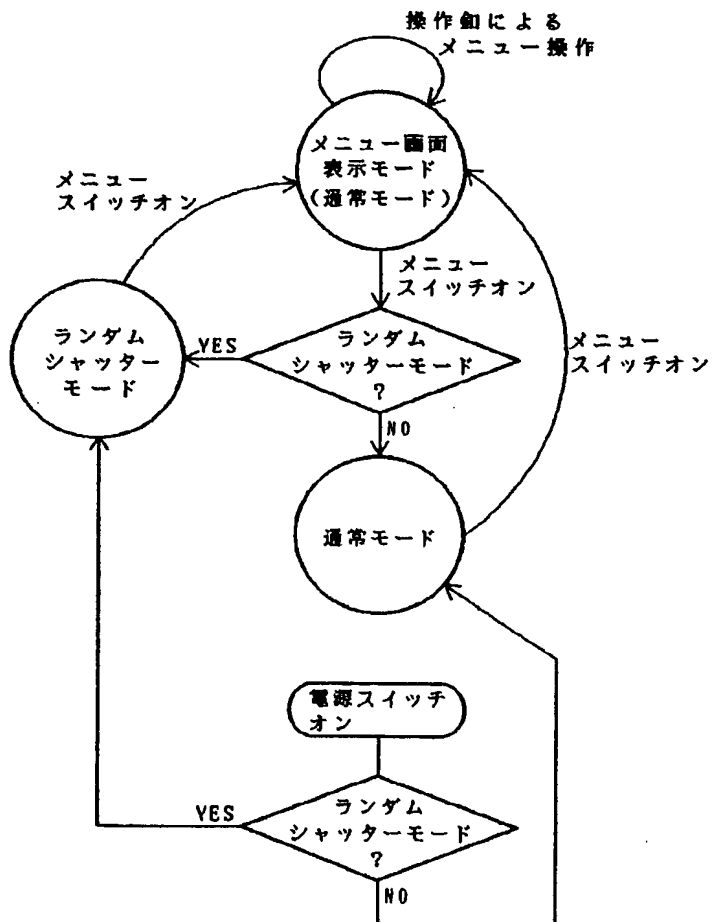 操作釦による
メニュー操作
メニュー画面
表示モード
(通常モード)
メニュー
スイッチオン
メニュー
スイッチオン
ランダム
シャッター
モード
YES
ランダム
シャッターモード
?
メニュー
スイッチオン
NO
通常モード
電源スイッチ
オン
YES
ランダム
シャッターモード
?
NO